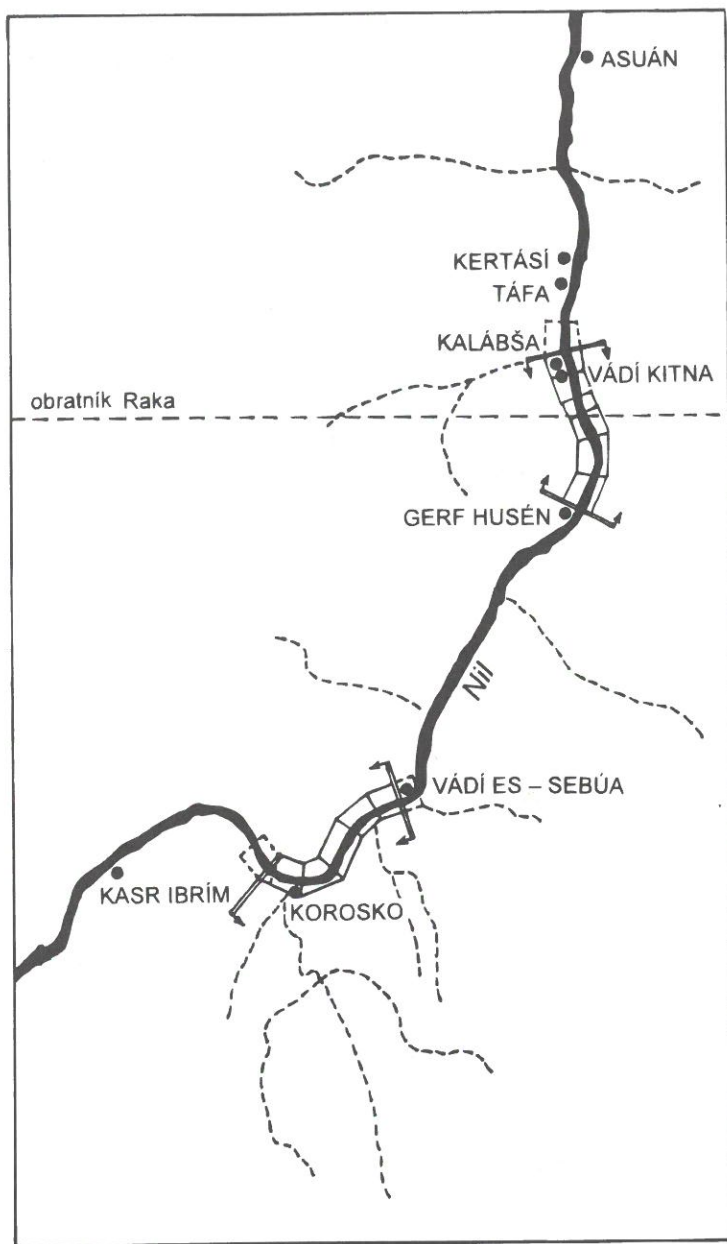 ASUÁN
KERTÁSÍ
TÁFA
KALÁBŠA
VÁDÍ KITNA
obratník Raka
GERF HUSÉN
Nil
VÁDÍ ES – SEBÚA
KASR IBRÍM
KOROSKO